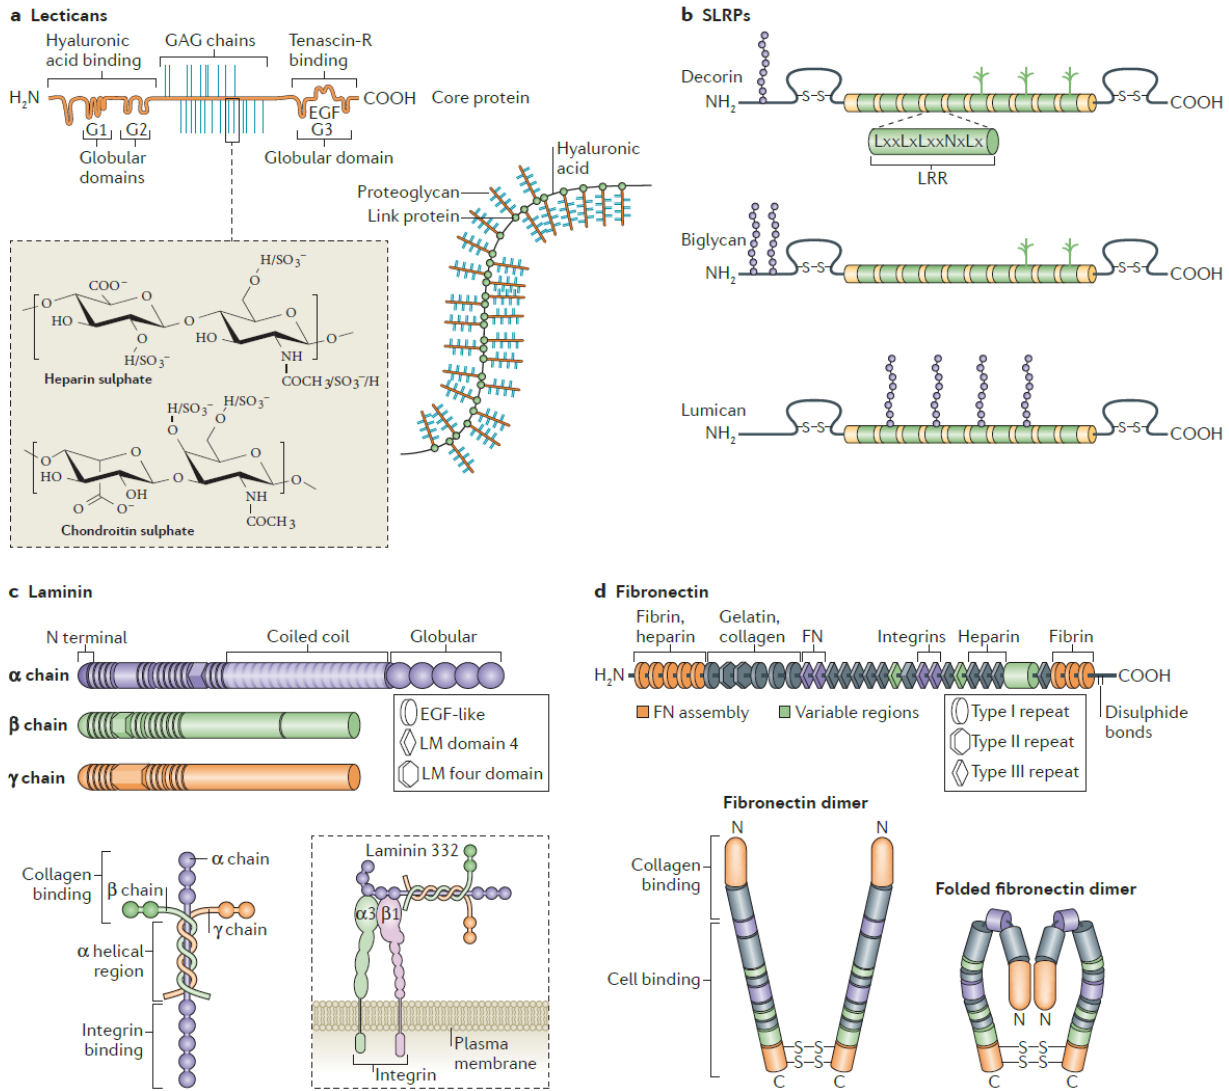 a Lecticans
Hyaluronic acid binding
GAG chains
Tenascin-R binding
H2N
COOH
Core protein
EGF
G1
G2
G3
Globular domains
Globular domain
Hyaluronic acid
Proteoglycan
Link protein
H/SO3−
COO−
O
O
O
O
HO
O
H/SO3−
HO
NH
O
COCH3/SO3−/H
Heparin sulphate
H/SO3−
H/SO3−
O
O
O
O
O
HO
OH
O
O
O−
NH
O
COCH3
Chondroitin sulphate
b SLRPs
Decorin
NH2
S–S
S–S
COOH
LxxLxLxxNxLx
LRR
Biglycan
NH2
S–S
S–S
COOH
Lumican
NH2
S–S
S–S
COOH
c Laminin
N terminal
Coiled coil
Globular
α chain
β chain
γ chain
EGF-like
LM domain 4
LM four domain
Collagen binding
α chain
β chain
γ chain
α helical region
Integrin binding
Laminin 332
α3
β1
Plasma membrane
Integrin
d Fibronectin
Fibrin, heparin
Gelatin, collagen
FN
Integrins
Heparin
Fibrin
H2N
COOH
FN assembly
Variable regions
Type I repeat
Type II repeat
Type III repeat
Disulphide bonds
Fibronectin dimer
N
N
Collagen binding
Cell binding
S–S
S–S
C
C
Folded fibronectin dimer
N
N
S–S
S–S
C
C